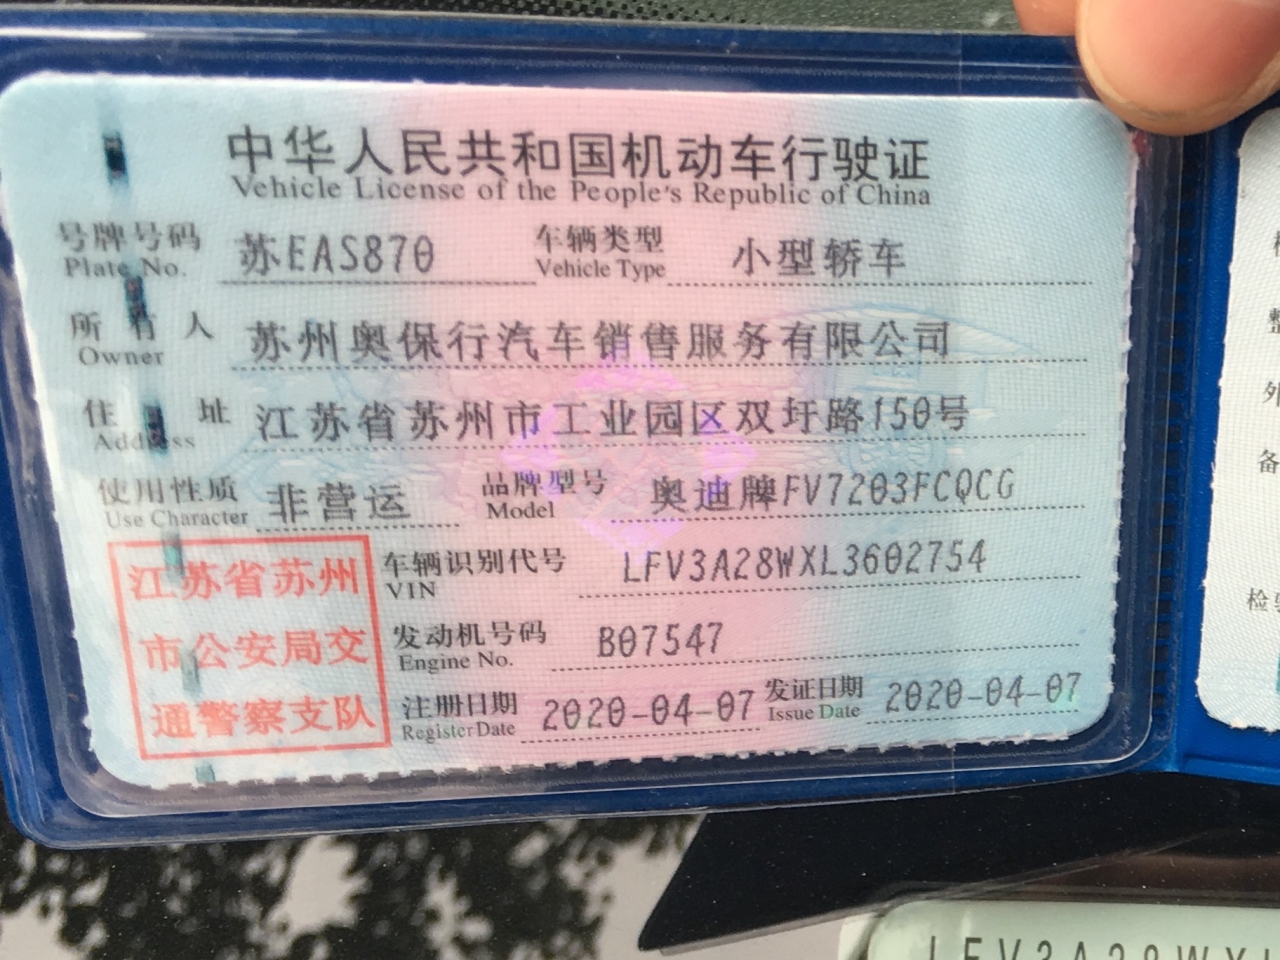 中华人民共和国机动车行驶证
Vehicle License of the People's Republic of China
号牌号码 苏EAS870 车辆类型 小型轿车
Plate No. Vehicle Type
所有人 苏州奥保行汽车销售服务有限公司
Owner
住址 江苏省苏州市工业园区双圩路150号
Address
使用性质 非营运 品牌型号 奥迪牌FV7203FCQCG
Use Character Model
江苏省苏州
市公安局交
通警察支队
车辆识别代号 LFV3A28WXL3602754
VIN
发动机号码 B07547
Engine No.
注册日期 2020-04-07 发证日期 2020-04-07
Register Date Issue Date
整
外
备
检验
LFV3A28WXL